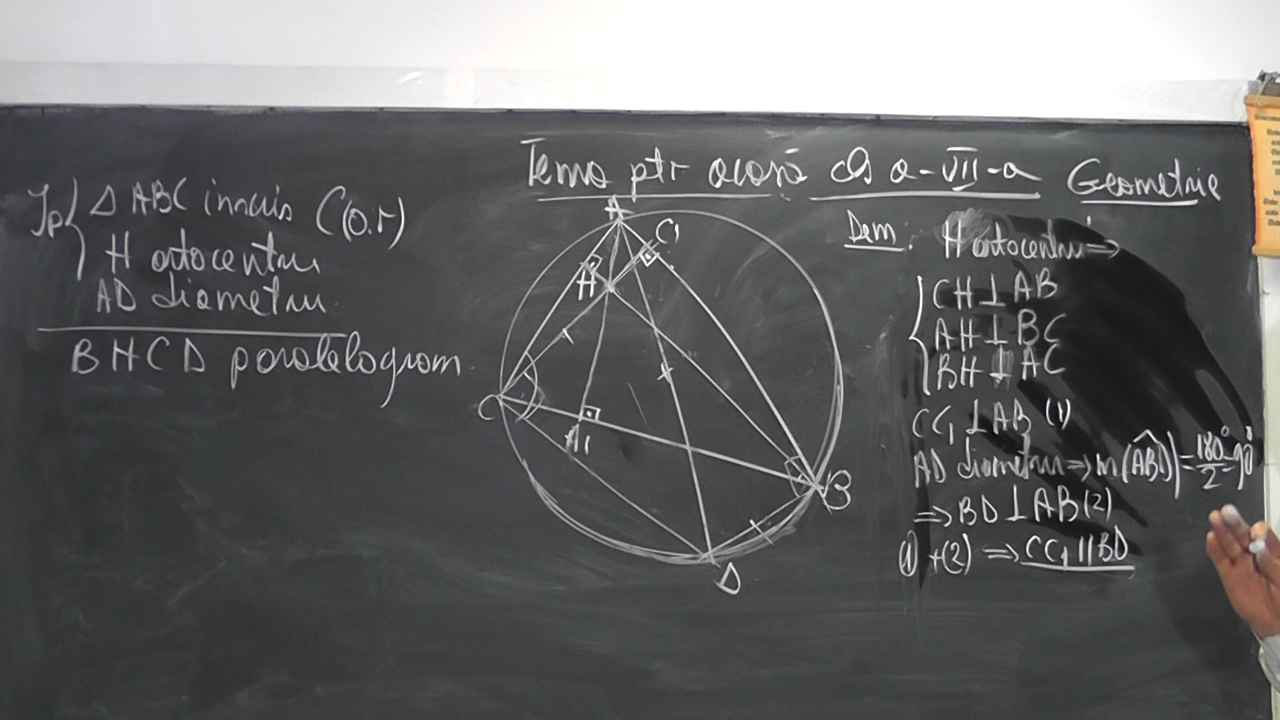 Tema ptr acasă cls a-VII-a Geometrie
Ip { Δ ABC inscris C(O.r)
H ortocentru
AD diametru
BHCD paralelogram.
A
C₁
H
C
A₁
B
D
Dem: H ortocentru =>
CH ⊥ AB
AH ⊥ BC
BH ⊥ AC
CC₁ ⊥ AB (1)
AD diametru => m(ABD) = 180°/2 = 90°
=> BD ⊥ AB (2)
(1) + (2) => CC₁ || BD